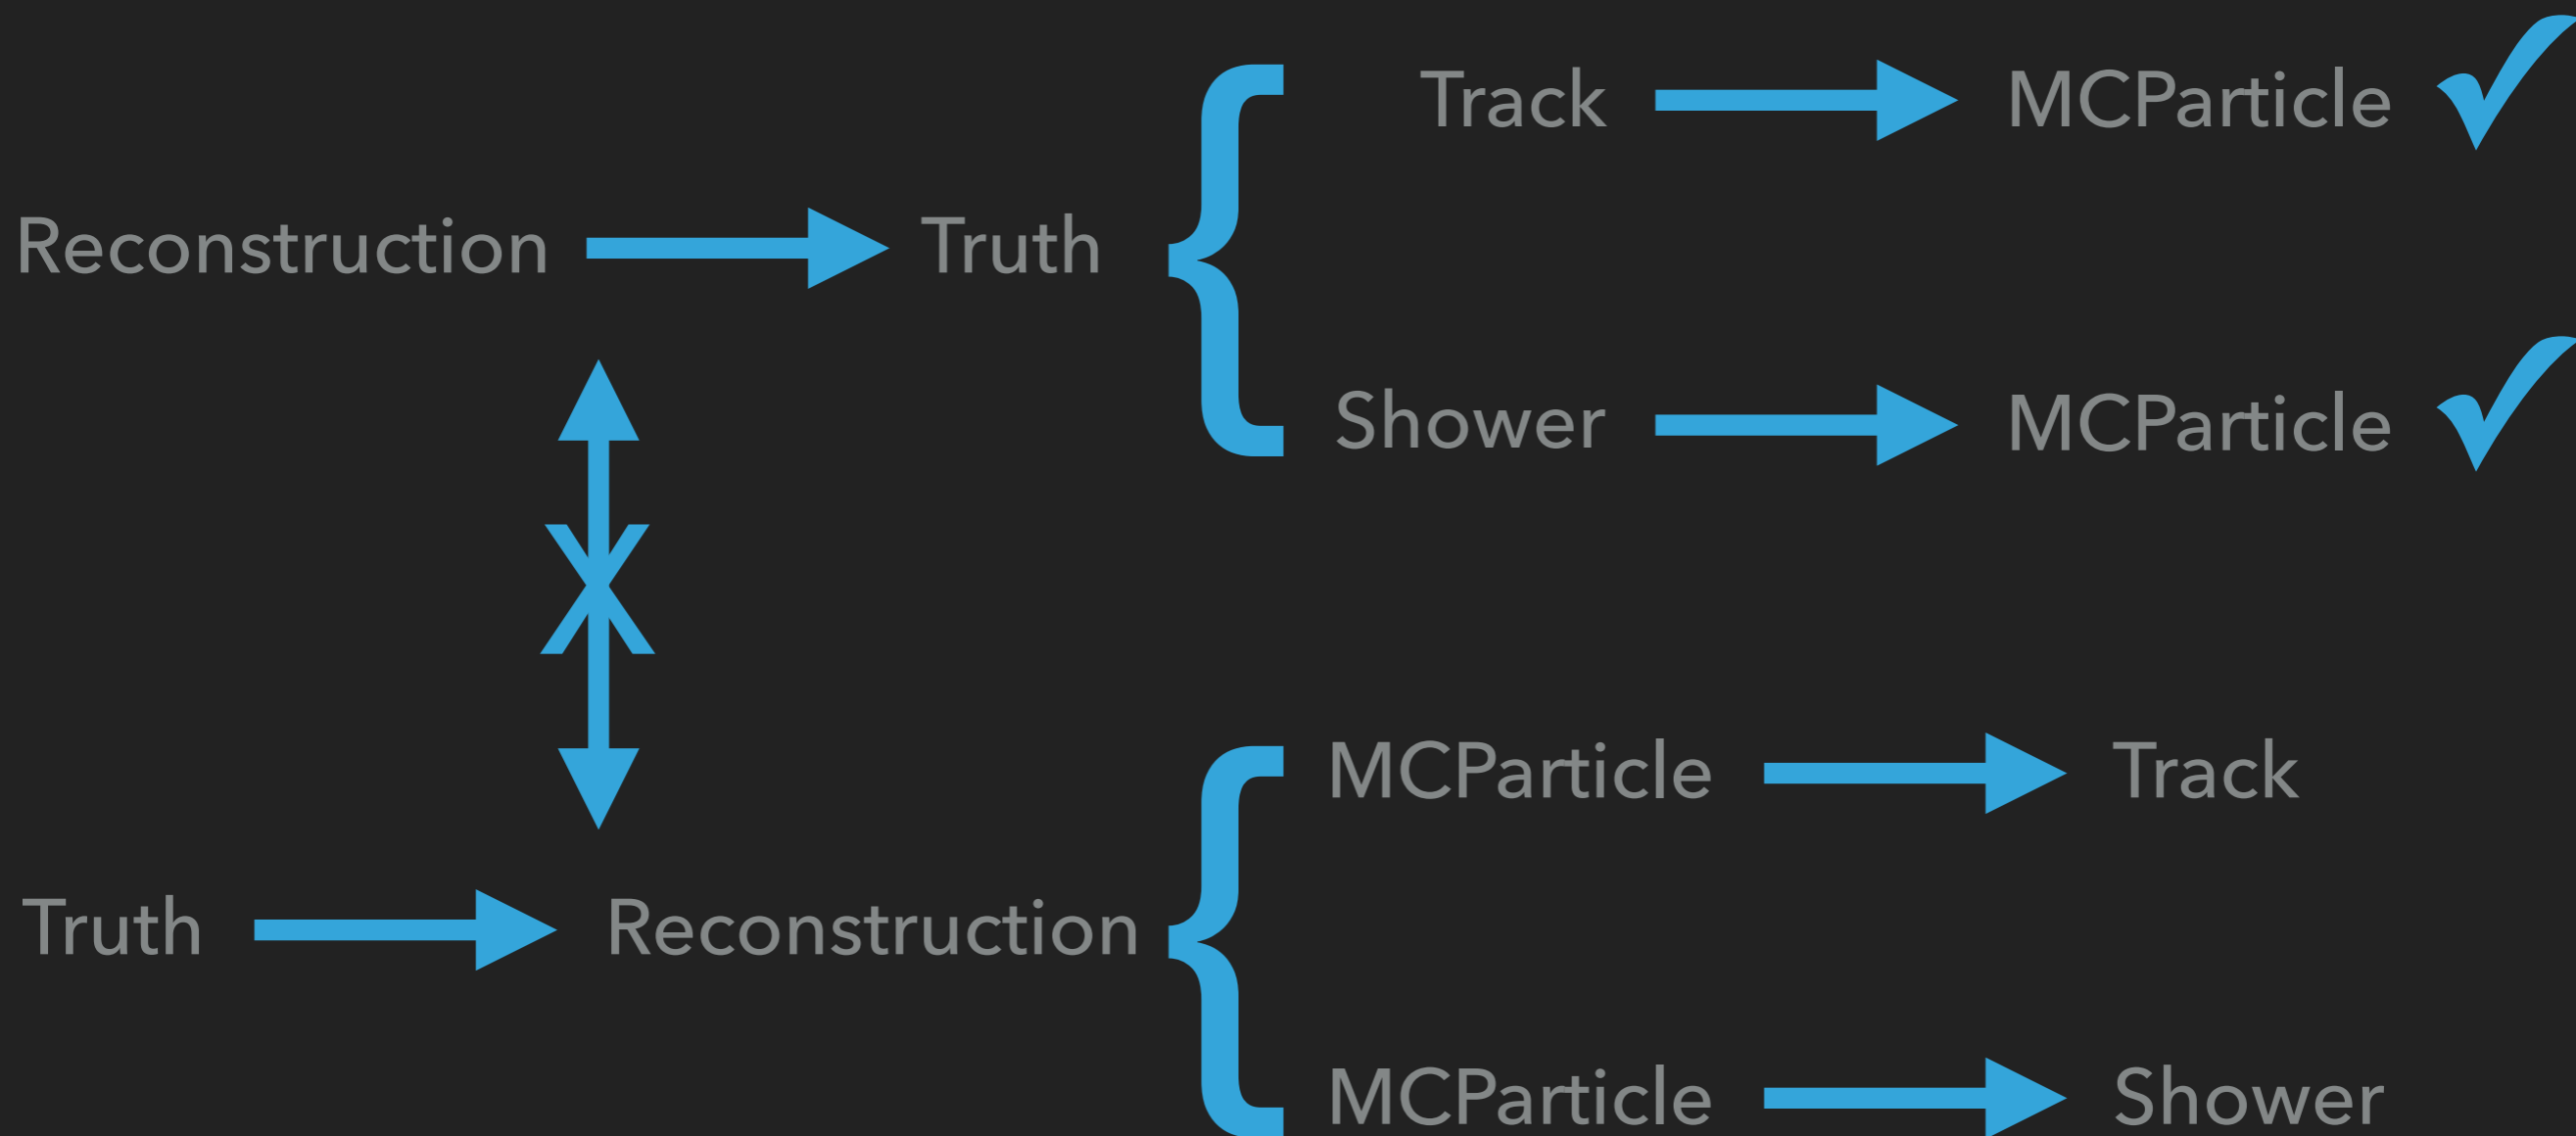 Track MCParticle ✓
Reconstruction Truth {
Shower MCParticle ✓
X
MCParticle Track
Truth Reconstruction {
MCParticle Shower